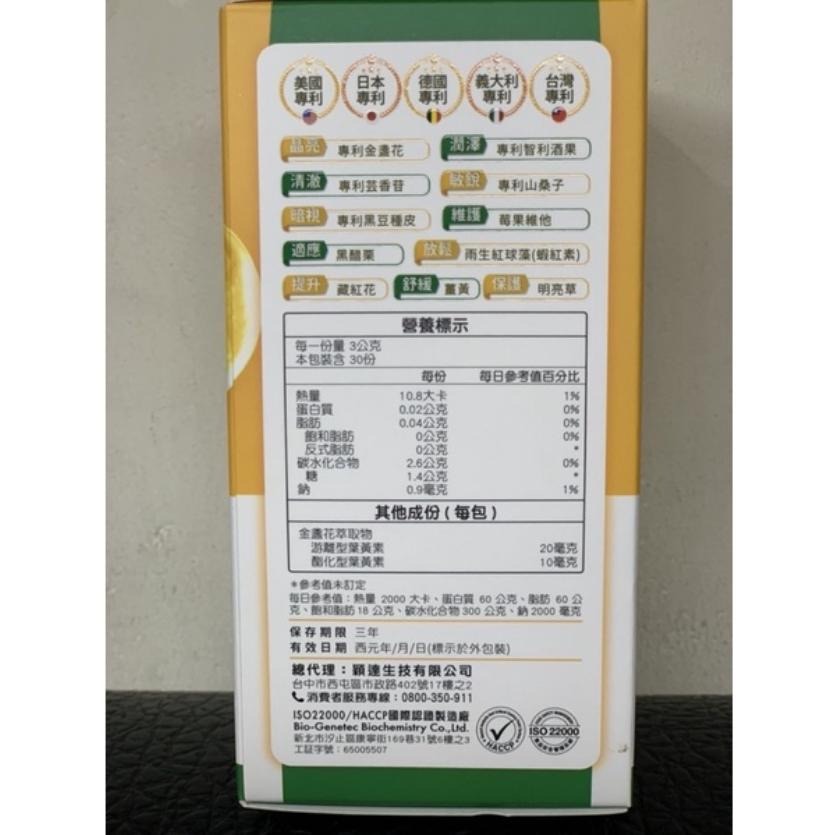 美國專利 日本專利 德國專利 義大利專利 台灣專利
晶亮 專利金盞花 潤澤 專利智利酒果
清澈 專利芸香苷 敏銳 專利山桑子
暗視 專利黑豆種皮 維護 莓果維他
適應 黑醋栗 放鬆 雨生紅球藻(蝦紅素)
提升 藏紅花 舒緩 薑黃 保護 明亮草
營養標示
每一份量 3公克
本包裝含 30份
每份 每日參考值百分比
熱量 10.8大卡 1%
蛋白質 0.02公克 0%
脂肪 0.04公克 0%
飽和脂肪 0公克 0%
反式脂肪 0公克 *
碳水化合物 2.6公克 0%
糖 1.4公克 *
鈉 0.9毫克 1%
其他成份(每包)
金盞花萃取物
游離型葉黃素 20毫克
酯化型葉黃素 10毫克
*參考值未訂定
每日參考值：熱量 2000 大卡、蛋白質 60 公克、脂肪 60 公
克、飽和脂肪18 公克、碳水化合物300 公克、鈉2000 毫克
保存期限 三年
有效日期 西元年/月/日(標示於外包裝)
總代理：穎達生技有限公司
台中市西屯區市政路402號17樓之2
消費者服務專線：0800-350-911
ISO22000/HACCP國際認證製造廠
Bio-Genetec Biochemistry Co.,Ltd.
新北市汐止區康寧街169巷31號6樓之3
工証字號：65005507
HACCP
ISO 22000